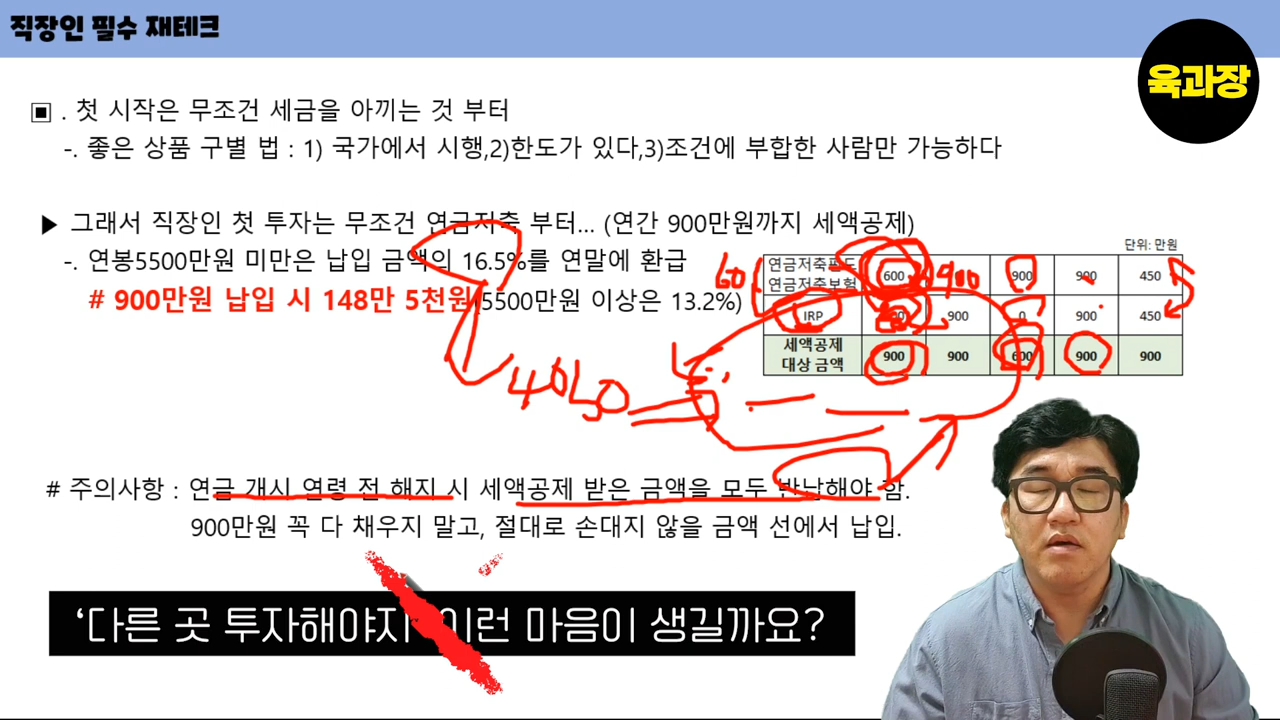 직장인 필수 재테크
육과장
▣ . 첫 시작은 무조건 세금을 아끼는 것 부터
-. 좋은 상품 구별 법 : 1) 국가에서 시행,2)한도가 있다,3)조건에 부합한 사람만 가능하다
▶ 그래서 직장인 첫 투자는 무조건 연금저축 부터... (연간 900만원까지 세액공제)
-. 연봉5500만원 미만은 납입 금액의 16.5%를 연말에 환급
# 900만원 납입 시 148만 5천원(5500만원 이상은 13.2%)
단위: 만원
연금저축펀드
연금저축보험 600 900 900 450
IRP 900 0 900 450
세액공제
대상 금액 900 900 600 900 900
60
900
4050
# 주의사항 : 연금 개시 연령 전 해지 시 세액공제 받은 금액을 모두 반납해야 함.
900만원 꼭 다 채우지 말고, 절대로 손대지 않을 금액 선에서 납입.
‘다른 곳 투자해야지 이런 마음이 생길까요?